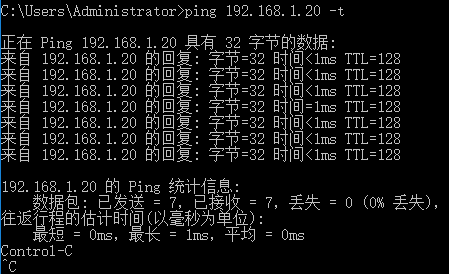 C:\Users\Administrator>ping 192.168.1.20 -t
正在 Ping 192.168.1.20 具有 32 字节的数据:
来自 192.168.1.20 的回复: 字节=32 时间<1ms TTL=128
来自 192.168.1.20 的回复: 字节=32 时间<1ms TTL=128
来自 192.168.1.20 的回复: 字节=32 时间<1ms TTL=128
来自 192.168.1.20 的回复: 字节=32 时间=1ms TTL=128
来自 192.168.1.20 的回复: 字节=32 时间<1ms TTL=128
来自 192.168.1.20 的回复: 字节=32 时间<1ms TTL=128
来自 192.168.1.20 的回复: 字节=32 时间<1ms TTL=128
192.168.1.20 的 Ping 统计信息:
数据包: 已发送 = 7, 已接收 = 7, 丢失 = 0 (0% 丢失),
往返行程的估计时间(以毫秒为单位):
最短 = 0ms, 最长 = 1ms, 平均 = 0ms
Control-C
^C